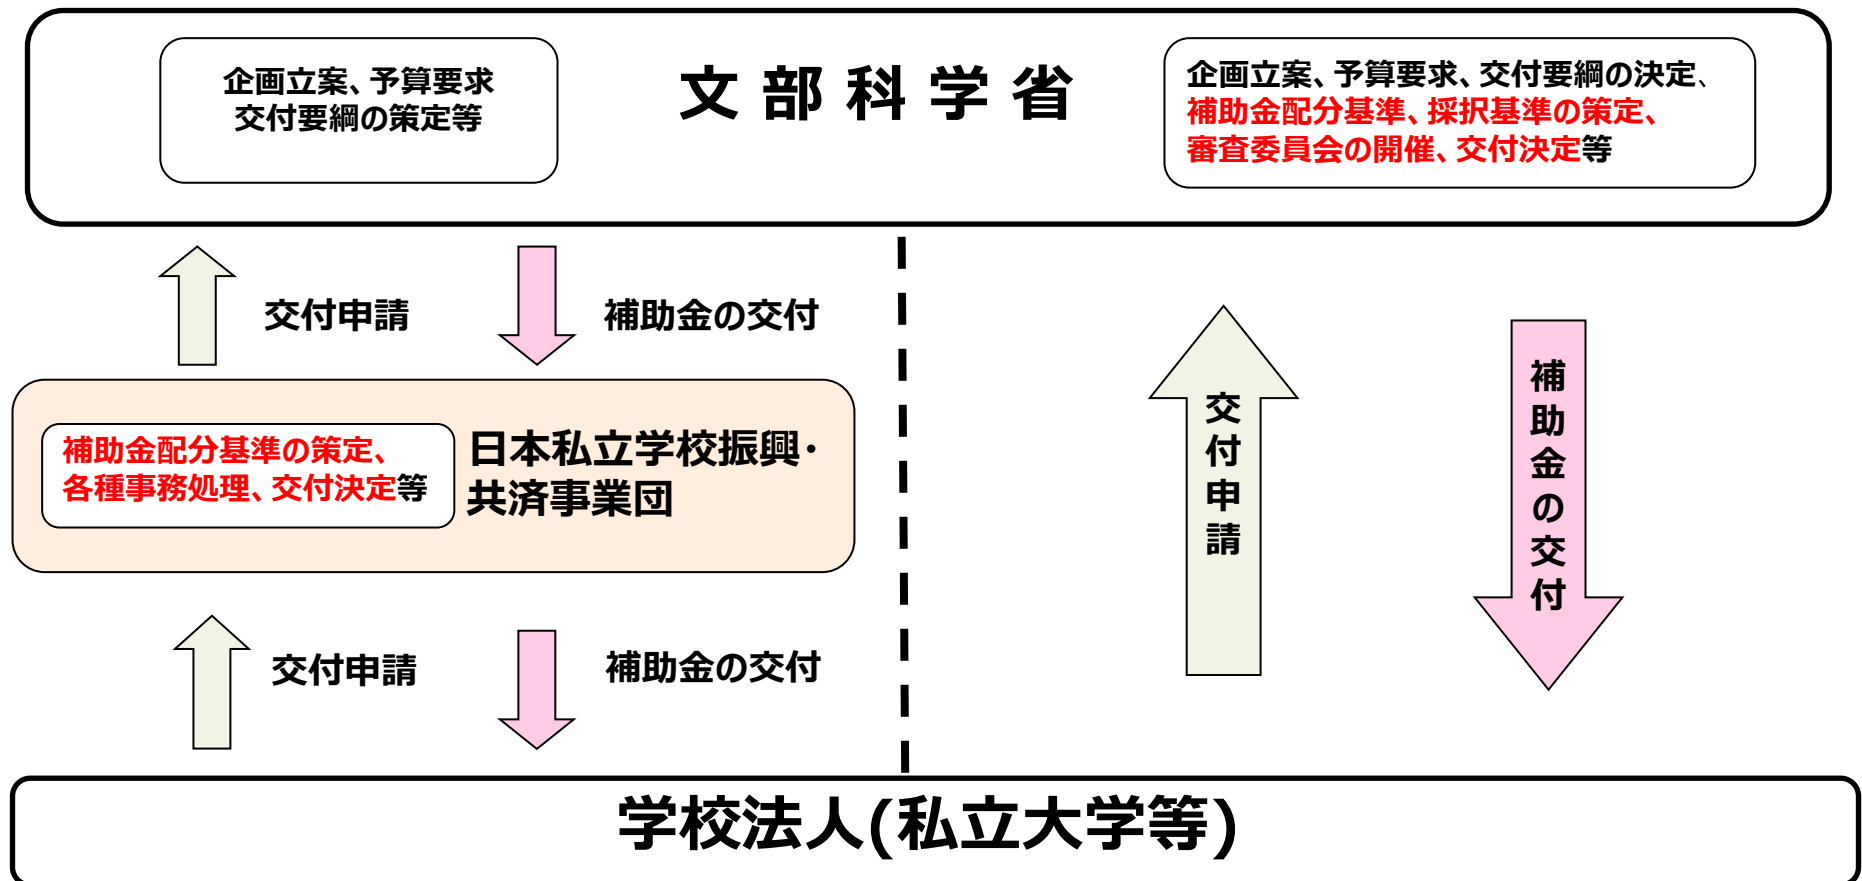 企画立案、予算要求
交付要綱の策定等
文部科学省
企画立案、予算要求、交付要綱の決定、
補助金配分基準、採択基準の策定、
審査委員会の開催、交付決定等
交付申請
補助金の交付
補助金配分基準の策定、
各種事務処理、交付決定等
日本私立学校振興・
共済事業団
交付申請
補助金の交付
交付申請
補助金の交付
学校法人(私立大学等)